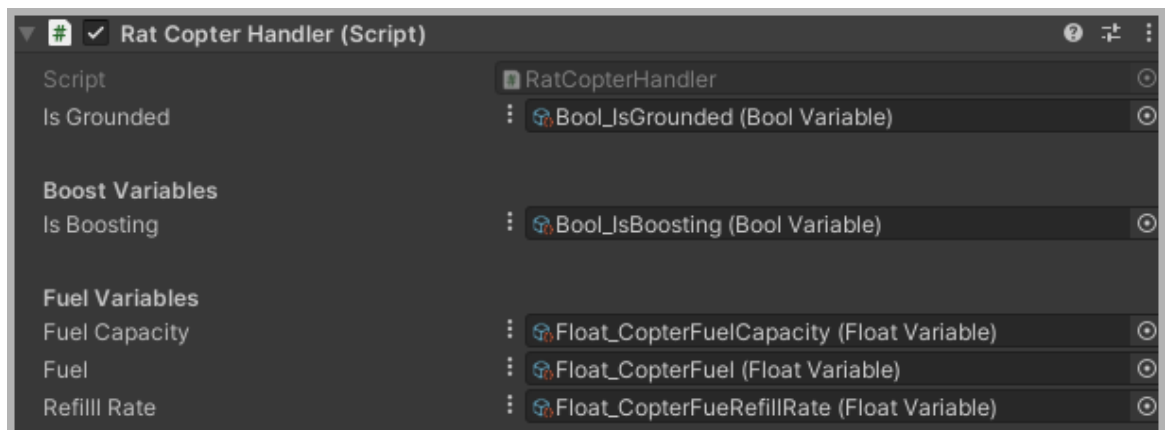 Rat Copter Handler (Script)
Script RatCopterHandler
Is Grounded Bool_IsGrounded (Bool Variable)
Boost Variables
Is Boosting Bool_IsBoosting (Bool Variable)
Fuel Variables
Fuel Capacity Float_CopterFuelCapacity (Float Variable)
Fuel Float_CopterFuel (Float Variable)
Refilll Rate Float_CopterFueRefillRate (Float Variable)